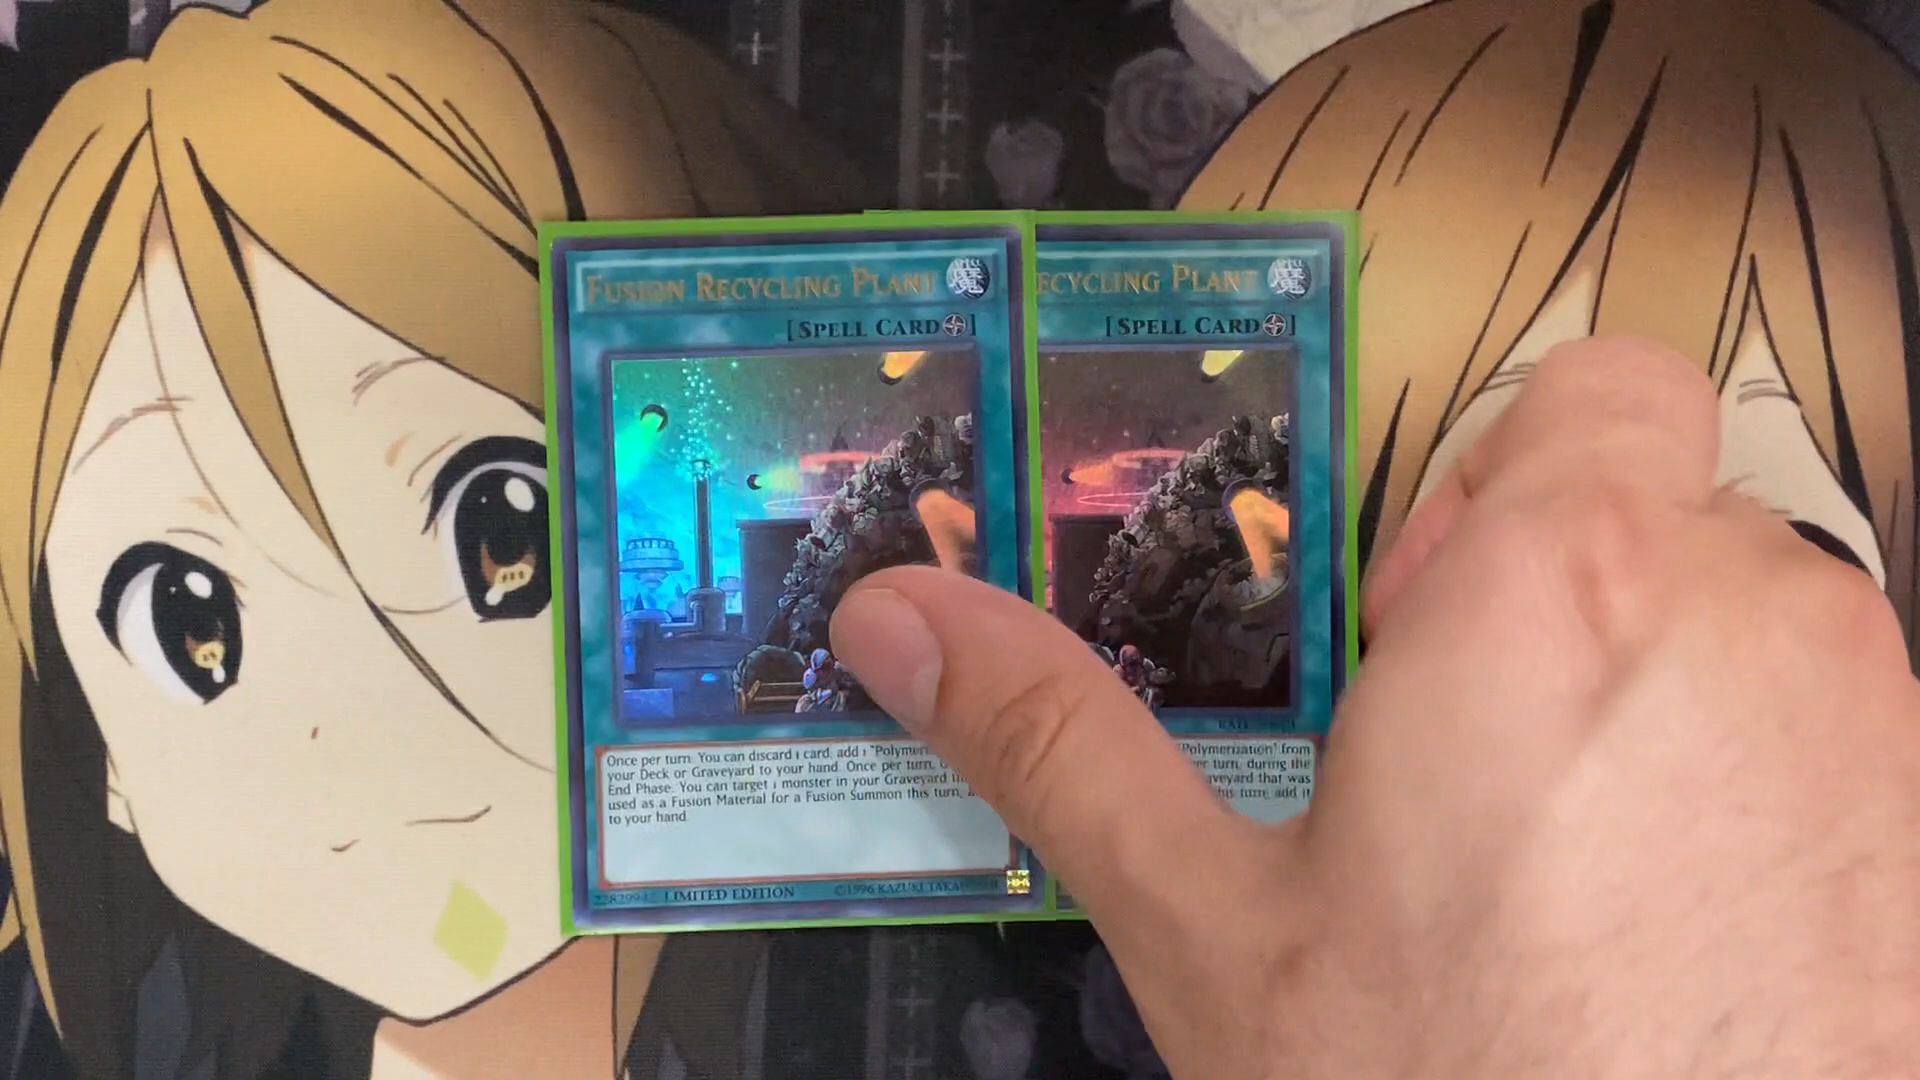 FUSION RECYCLING PLANT
[SPELL CARD]
Once per turn: You can discard 1 card; add 1 "Polymeri
your Deck or Graveyard to your hand. Once per turn,
End Phase: You can target 1 monster in your Graveyard
used as a Fusion Material for a Fusion Summon this turn;
to your hand.
LIMITED EDITION
©1996 KAZUKI
ECYCLING PLANT
[SPELL CARD]
"Polymerization" from
turn, during the
that was
this turn; add it